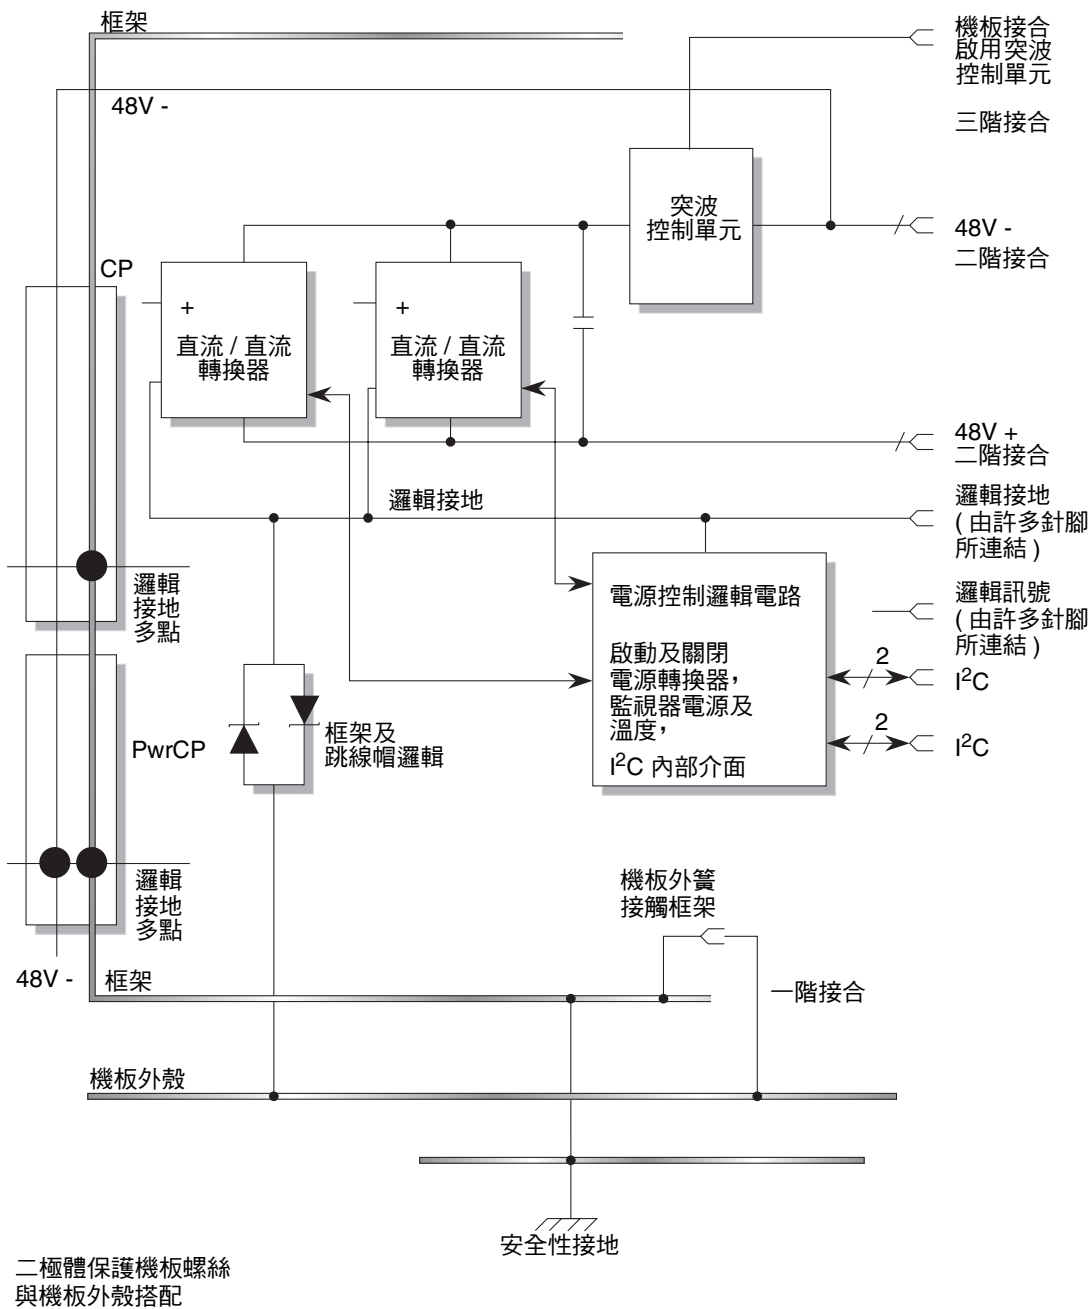 框架
機板接合
啟用突波
控制單元
三階接合
48V -
突波
控制單元
48V -
二階接合
CP
+
直流 / 直流
轉換器
+
直流 / 直流
轉換器
48V +
二階接合
邏輯接地
邏輯接地
( 由許多針腳
所連結 )
邏輯
接地
多點
電源控制邏輯電路
啟動及關閉
電源轉換器，
監視器電源及
溫度，
I²C 內部介面
邏輯訊號
( 由許多針腳
所連結 )
2
I²C
2
I²C
PwrCP
框架及
跳線帽邏輯
邏輯
接地
多點
機板外簧
接觸框架
48V -
框架
一階接合
機板外殼
安全性接地
二極體保護機板螺絲
與機板外殼搭配